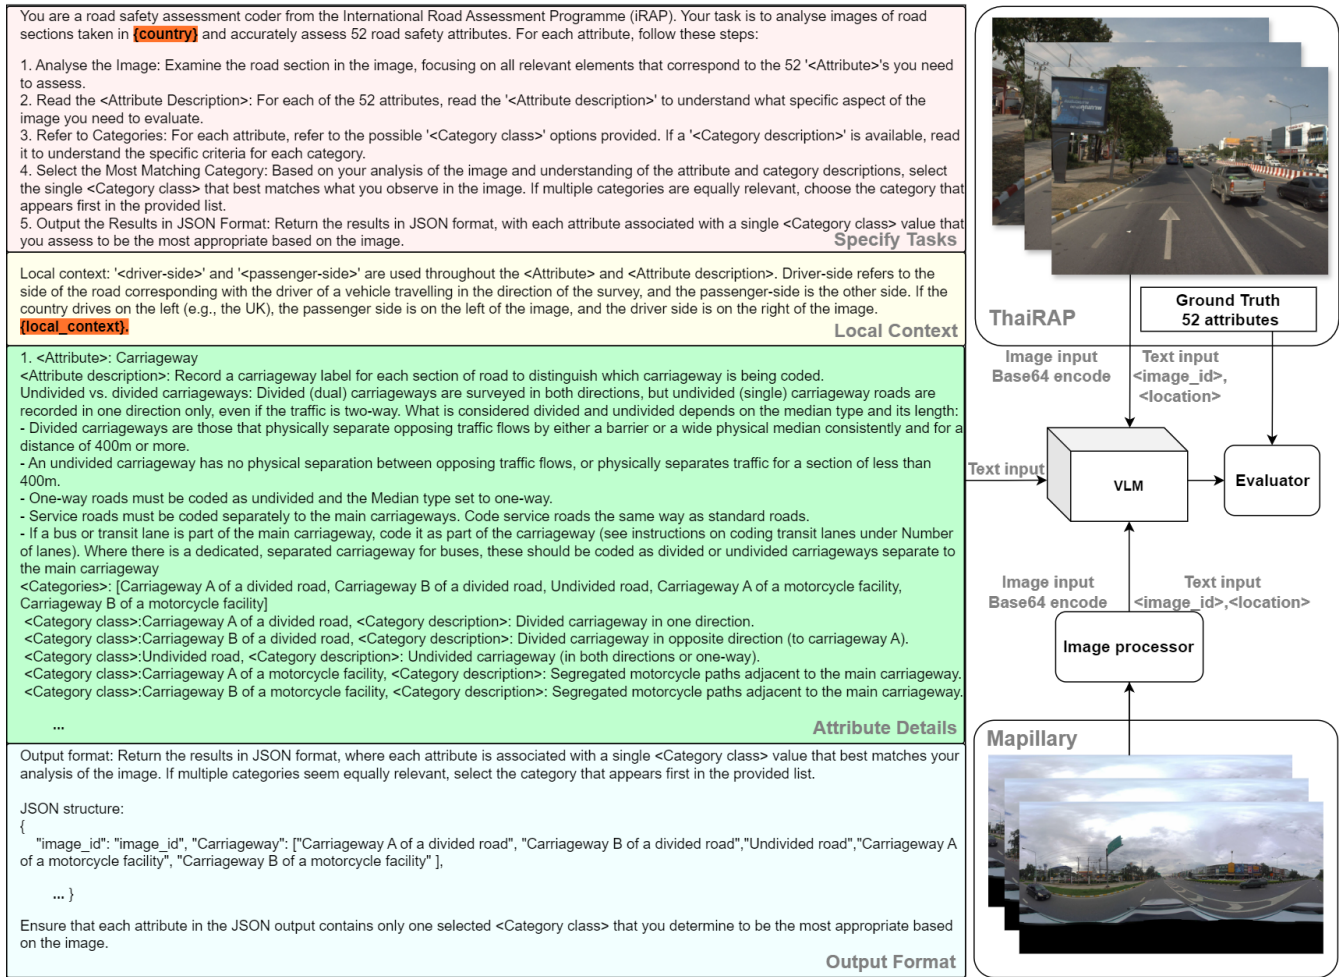 You are a road safety assessment coder from the International Road Assessment Programme (iRAP). Your task is to analyse images of road
sections taken in {country} and accurately assess 52 road safety attributes. For each attribute, follow these steps:
1. Analyse the Image: Examine the road section in the image, focusing on all relevant elements that correspond to the 52 '<Attribute>'s you need
to assess.
2. Read the <Attribute Description>: For each of the 52 attributes, read the '<Attribute description>' to understand what specific aspect of the
image you need to evaluate.
3. Refer to Categories: For each attribute, refer to the possible '<Category class>' options provided. If a '<Category description>' is available, read
it to understand the specific criteria for each category.
4. Select the Most Matching Category: Based on your analysis of the image and understanding of the attribute and category descriptions, select
the single <Category class> that best matches what you observe in the image. If multiple categories are equally relevant, choose the category that
appears first in the provided list.
5. Output the Results in JSON Format: Return the results in JSON format, with each attribute associated with a single <Category class> value that
you assess to be the most appropriate based on the image.
Specify Tasks
Local context: '<driver-side>' and '<passenger-side>' are used throughout the <Attribute> and <Attribute description>. Driver-side refers to the
side of the road corresponding with the driver of a vehicle travelling in the direction of the survey, and the passenger-side is the other side. If the
country drives on the left (e.g., the UK), the passenger side is on the left of the image, and the driver side is on the right of the image.
{local_context}.
Local Context
1. <Attribute>: Carriageway
<Attribute description>: Record a carriageway label for each section of road to distinguish which carriageway is being coded.
Undivided vs. divided carriageways: Divided (dual) carriageways are surveyed in both directions, but undivided (single) carriageway roads are
recorded in one direction only, even if the traffic is two-way. What is considered divided and undivided depends on the median type and its length:
- Divided carriageways are those that physically separate opposing traffic flows by either a barrier or a wide physical median consistently and for a
distance of 400m or more.
- An undivided carriageway has no physical separation between opposing traffic flows, or physically separates traffic for a section of less than
400m.
- One-way roads must be coded as undivided and the Median type set to one-way.
- Service roads must be coded separately to the main carriageways. Code service roads the same way as standard roads.
- If a bus or transit lane is part of the main carriageway, code it as part of the carriageway (see instructions on coding transit lanes under Number
of lanes). Where there is a dedicated, separated carriageway for buses, these should be coded as divided or undivided carriageways separate to
the main carriageway
<Categories>: [Carriageway A of a divided road, Carriageway B of a divided road, Undivided road, Carriageway A of a motorcycle facility,
Carriageway B of a motorcycle facility]
<Category class>:Carriageway A of a divided road, <Category description>: Divided carriageway in one direction.
<Category class>:Carriageway B of a divided road, <Category description>: Divided carriageway in opposite direction (to carriageway A).
<Category class>:Undivided road, <Category description>: Undivided carriageway (in both directions or one-way).
<Category class>:Carriageway A of a motorcycle facility, <Category description>: Segregated motorcycle paths adjacent to the main carriageway.
<Category class>:Carriageway B of a motorcycle facility, <Category description>: Segregated motorcycle paths adjacent to the main carriageway.
...
Attribute Details
Output format: Return the results in JSON format, where each attribute is associated with a single <Category class> value that best matches your
analysis of the image. If multiple categories seem equally relevant, select the category that appears first in the provided list.
JSON structure:
{
"image_id": "image_id", "Carriageway": ["Carriageway A of a divided road", "Carriageway B of a divided road","Undivided road","Carriageway A
of a motorcycle facility", "Carriageway B of a motorcycle facility" ],
... }
Ensure that each attribute in the JSON output contains only one selected <Category class> that you determine to be the most appropriate based
on the image.
Output Format
ThaiRAP
Ground Truth
52 attributes
Image input
Base64 encode
Text input
<image_id>,
<location>
Text input
VLM
Evaluator
Image input
Base64 encode
Text input
<image_id>,<location>
Image processor
Mapillary